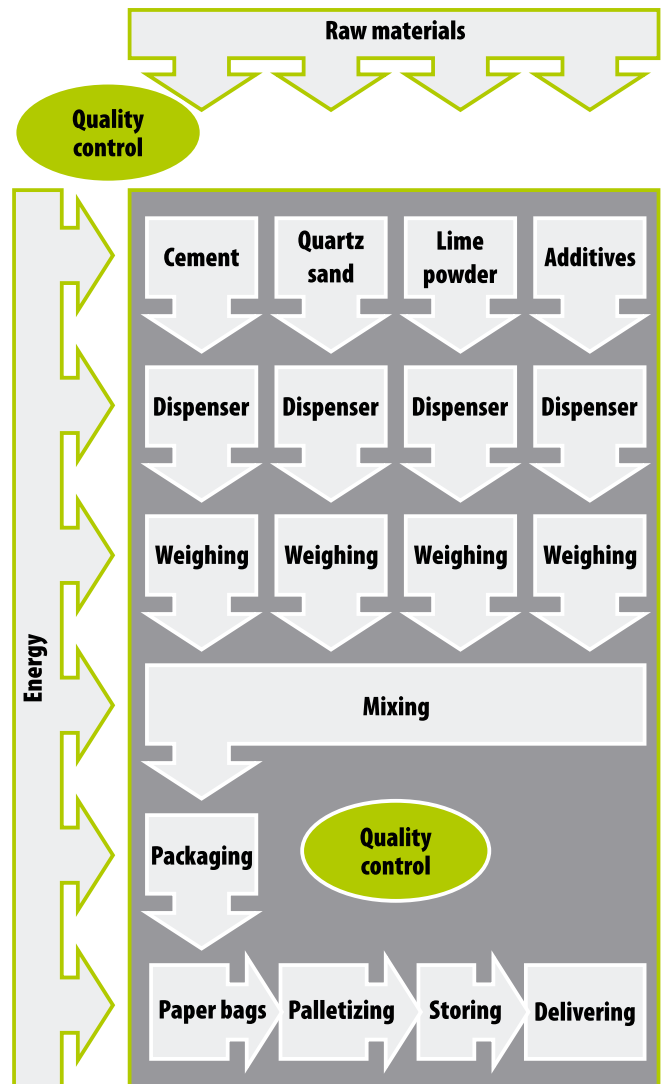 Raw materials
Quality
control
Cement
Quartz
sand
Lime
powder
Additives
Dispenser
Dispenser
Dispenser
Dispenser
Weighing
Weighing
Weighing
Weighing
Energy
Mixing
Packaging
Quality
control
Paper bags
Palletizing
Storing
Delivering